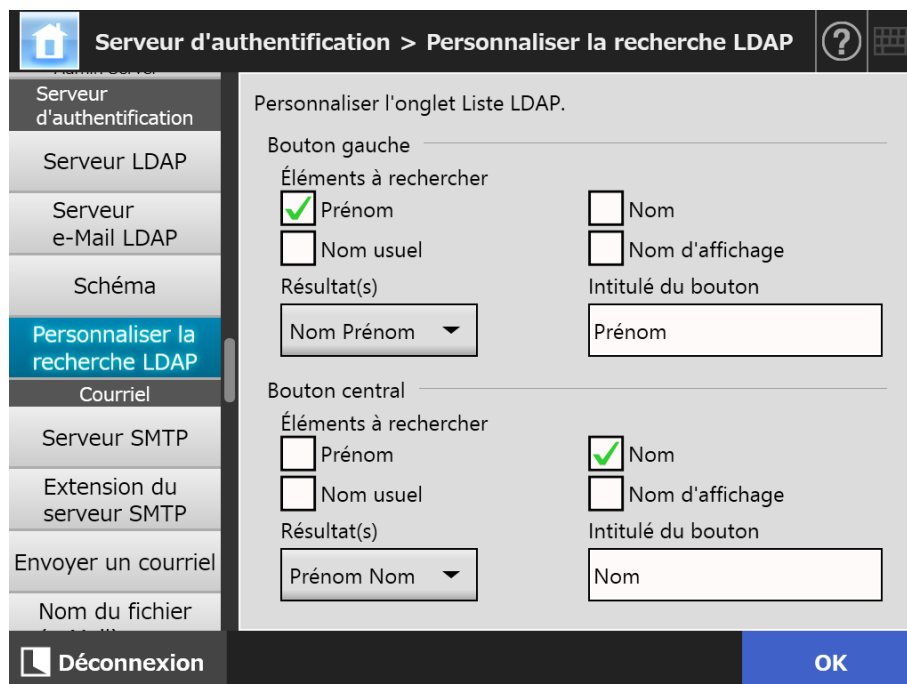 Serveur d'authentification > Personnaliser la recherche LDAP
Admin Server
Serveur
d'authentification
Serveur LDAP
Serveur
e-Mail LDAP
Schéma
Personnaliser la
recherche LDAP
Courriel
Serveur SMTP
Extension du
serveur SMTP
Envoyer un courriel
Nom du fichier
Personnaliser l'onglet Liste LDAP.
Bouton gauche
Éléments à rechercher
Prénom Nom
Nom usuel Nom d'affichage
Résultat(s) Intitulé du bouton
Nom Prénom Prénom
Bouton central
Éléments à rechercher
Prénom Nom
Nom usuel Nom d'affichage
Résultat(s) Intitulé du bouton
Prénom Nom Nom
Déconnexion
OK